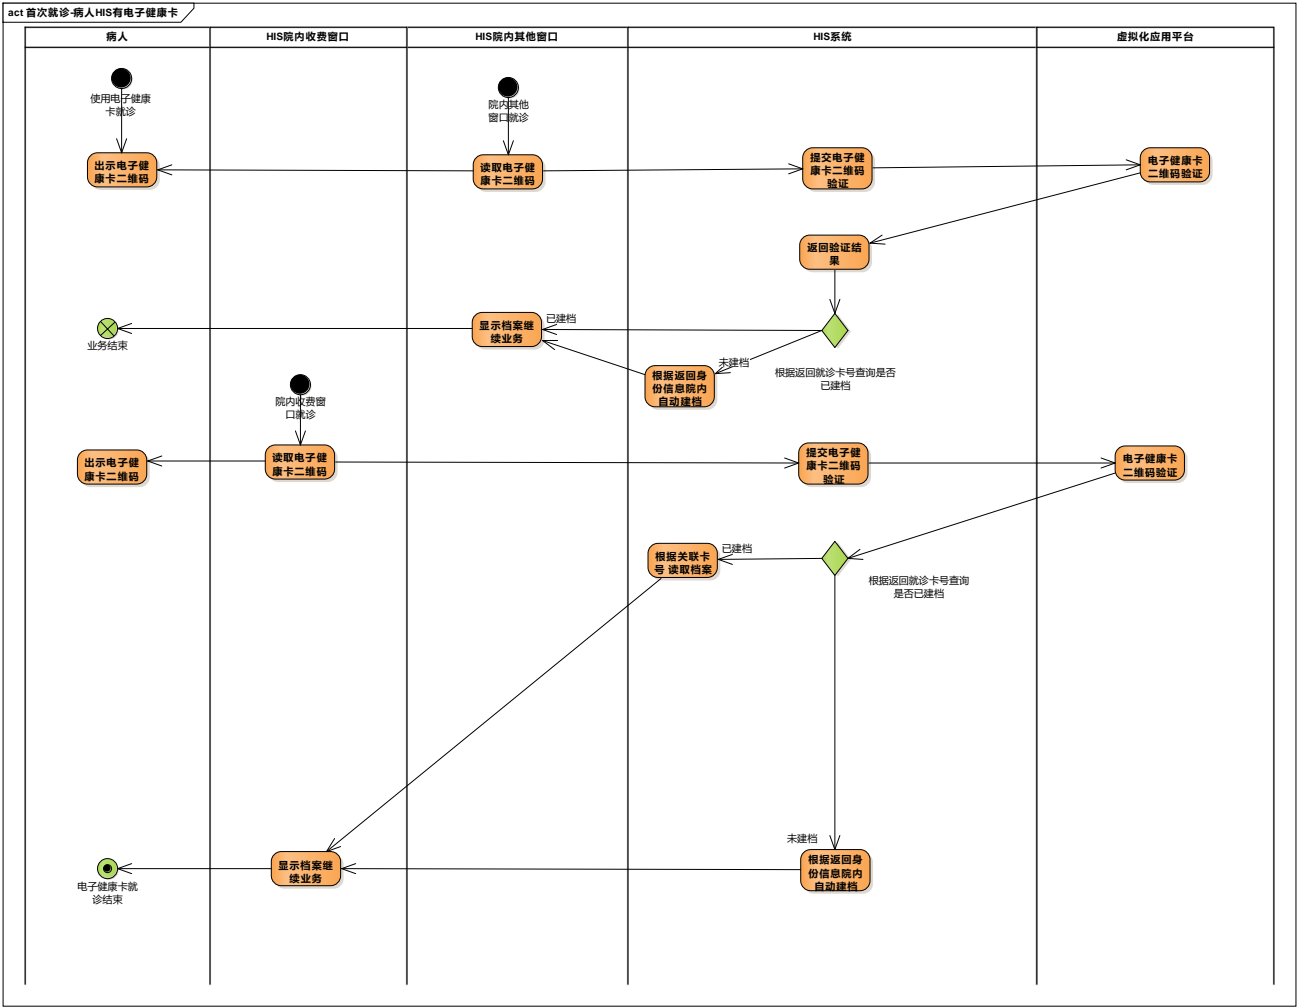 act 首次就诊-病人HIS有电子健康卡
病人
HIS院内收费窗口
HIS院内其他窗口
HIS系统
虚拟化应用平台
使用电子健康
卡就诊
院内其他
窗口就诊
出示电子健
康卡二维码
读取电子健
康卡二维码
提交电子健
康卡二维码
验证
电子健康卡
二维码验证
返回验证结
果
业务结束
显示档案继
续业务
已建档
未建档
根据返回就诊卡号查询是否
已建档
根据返回身
份信息院内
自动建档
院内收费窗
口就诊
出示电子健
康卡二维码
读取电子健
康卡二维码
提交电子健
康卡二维码
验证
电子健康卡
二维码验证
根据关联卡
号 读取档案
已建档
根据返回就诊卡号查询
是否已建档
未建档
电子健康卡就
诊结束
显示档案继
续业务
根据返回身
份信息院内
自动建档